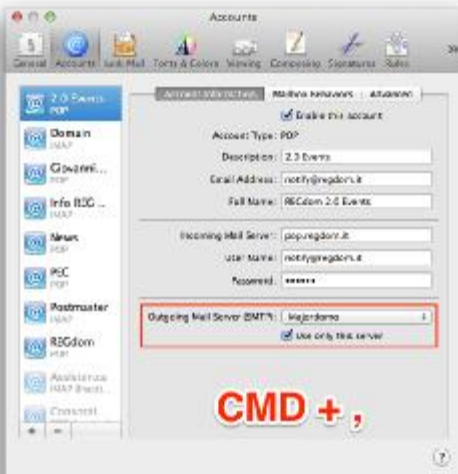 Accounts
General Accounts Junk Mail Fonts & Colors Viewing Composing Signatures Rules
2.0 Events
POP
Account Information Mailbox Behaviors Advanced
Enable this account
Domain
IMAP
Account Type: POP
Giovanni...
POP
Description: 2.0 Events
Email Address: notify@regdom.it
Info REG ...
POP
Full Name: REGdom 2.0 Events
News
POP
Incoming Mail Server: pop.regdom.it
User Name: notify@regdom.it
PEC
IMAP
Password: ••••••
Postmaster
IMAP
Outgoing Mail Server (SMTP): Majordomo
Use only this server
REGdom
POP
Assistenza
CMD + ,
?